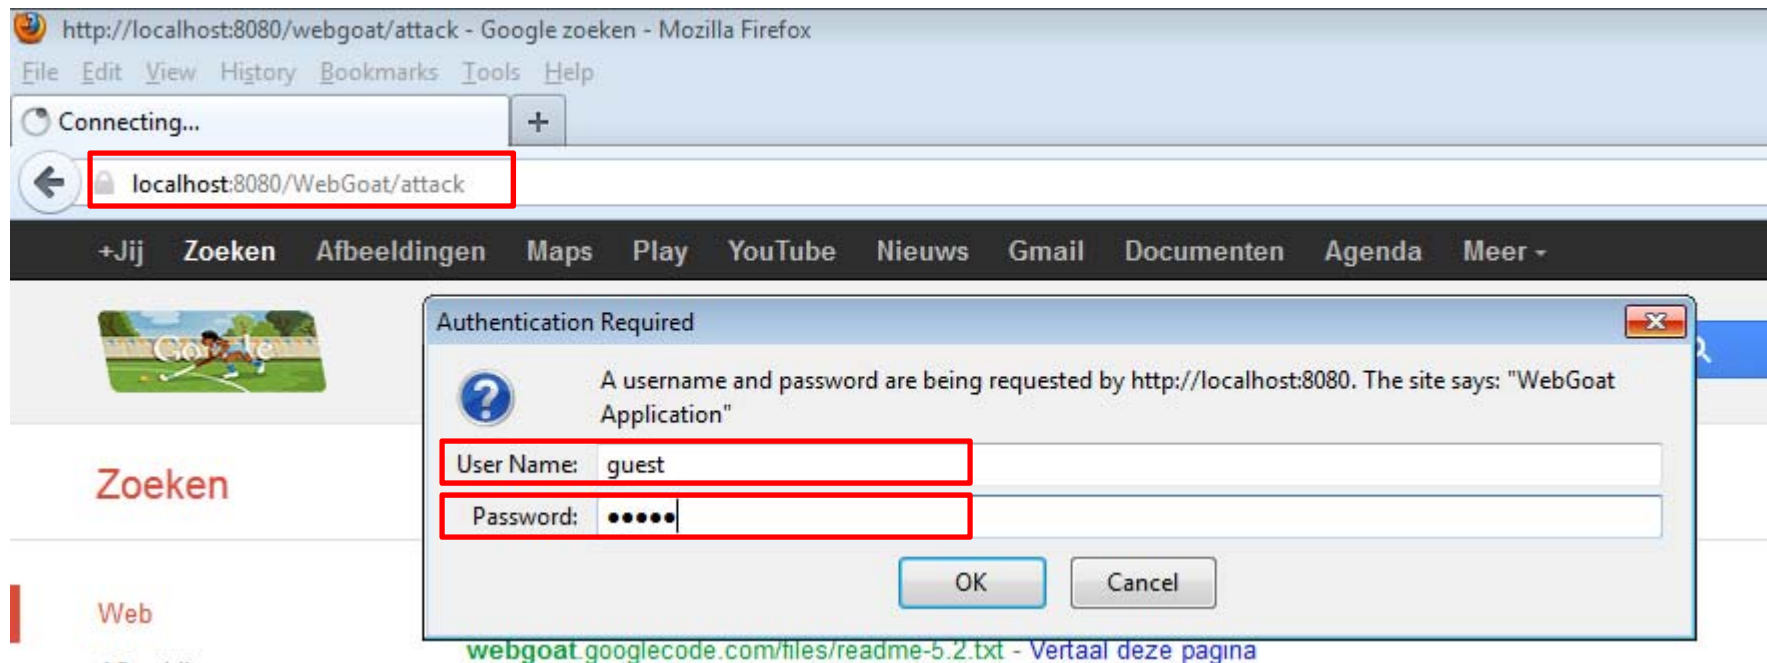 http://localhost:8080/webgoat/attack - Google zoeken - Mozilla Firefox
File Edit View History Bookmarks Tools Help
Connecting... +
localhost:8080/WebGoat/attack
+Jij Zoeken Afbeeldingen Maps Play YouTube Nieuws Gmail Documenten Agenda Meer
Google
Authentication Required
A username and password are being requested by http://localhost:8080. The site says: "WebGoat
Application"
User Name: guest
Password: •••••
OK Cancel
Zoeken
Web
webgoat.googlecode.com/files/readme-5.2.txt - Vertaal deze pagina